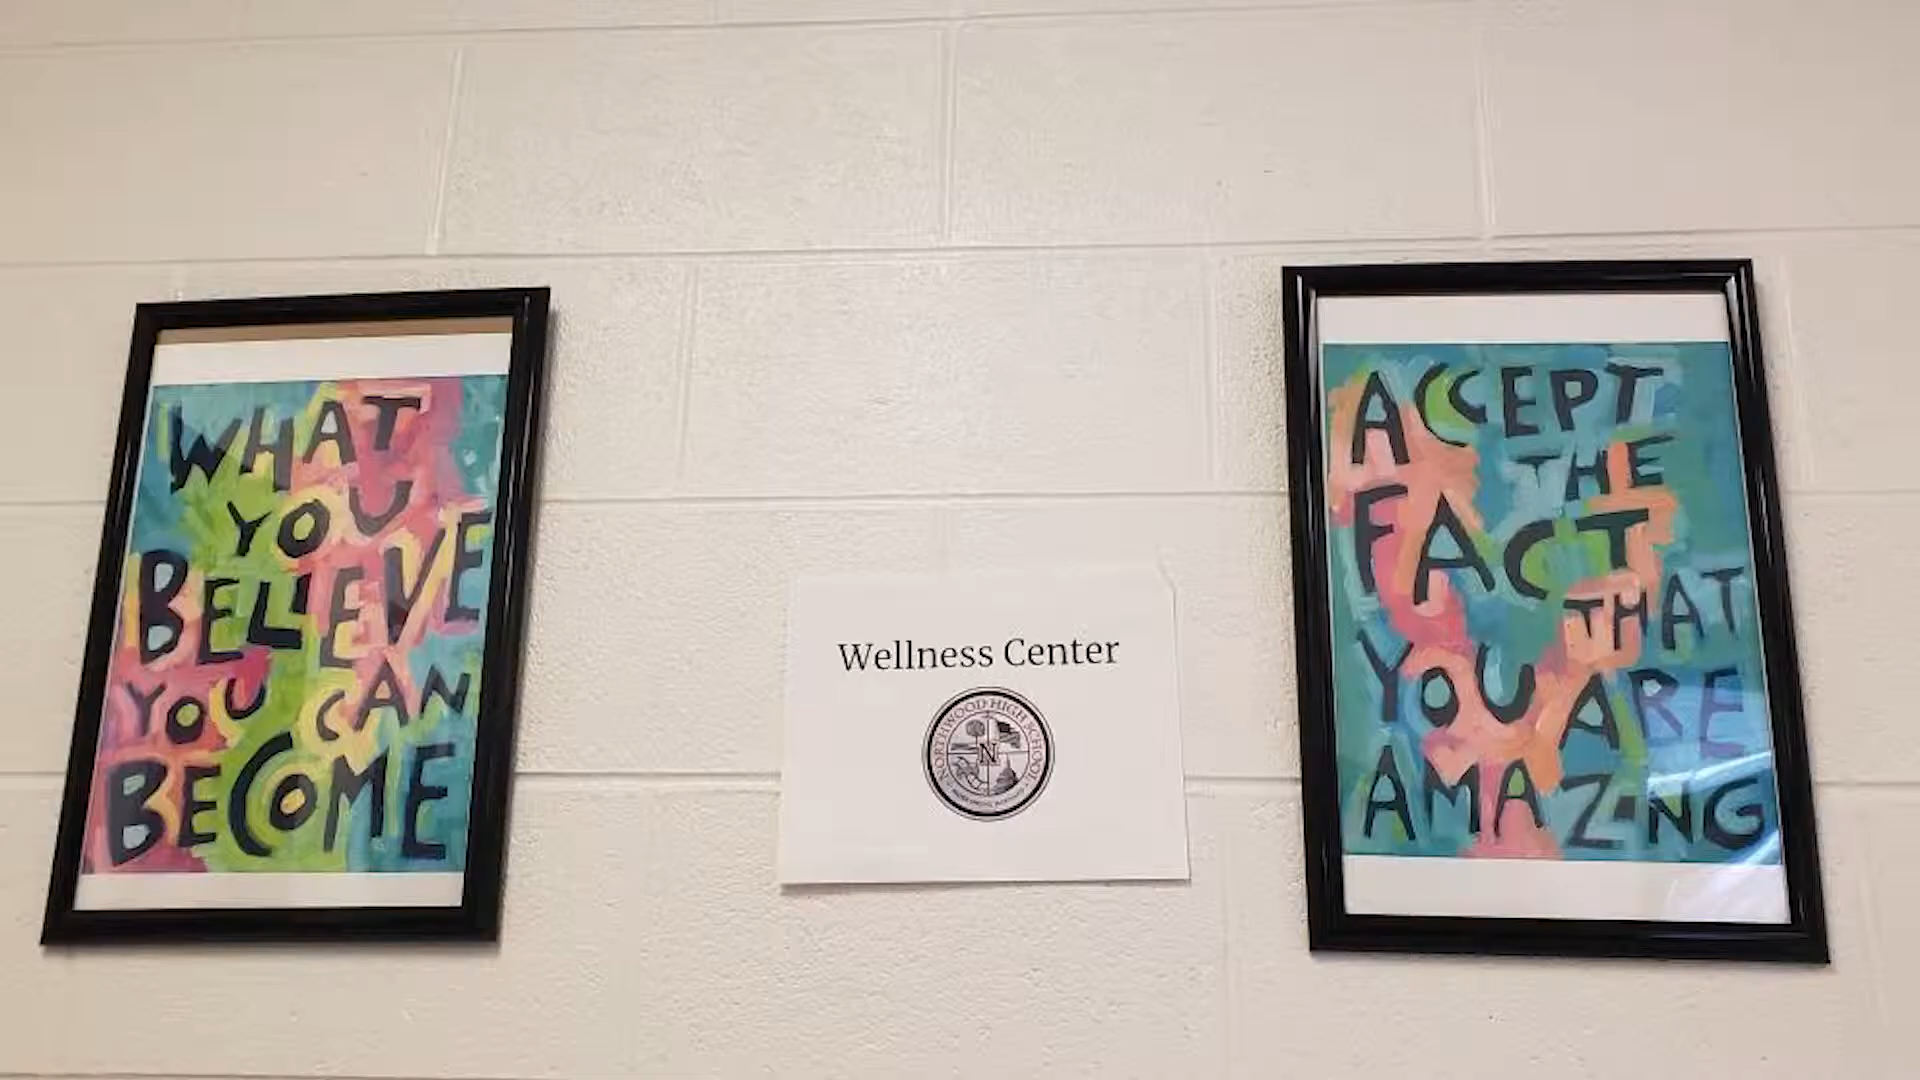 WHAT
YOU
BELIEVE
YOU CAN
BECOME
Wellness Center
NORTHWOOD HIGH SCHOOL
N
ACCEPT
THE
FACT
THAT
YOU ARE
AMAZING